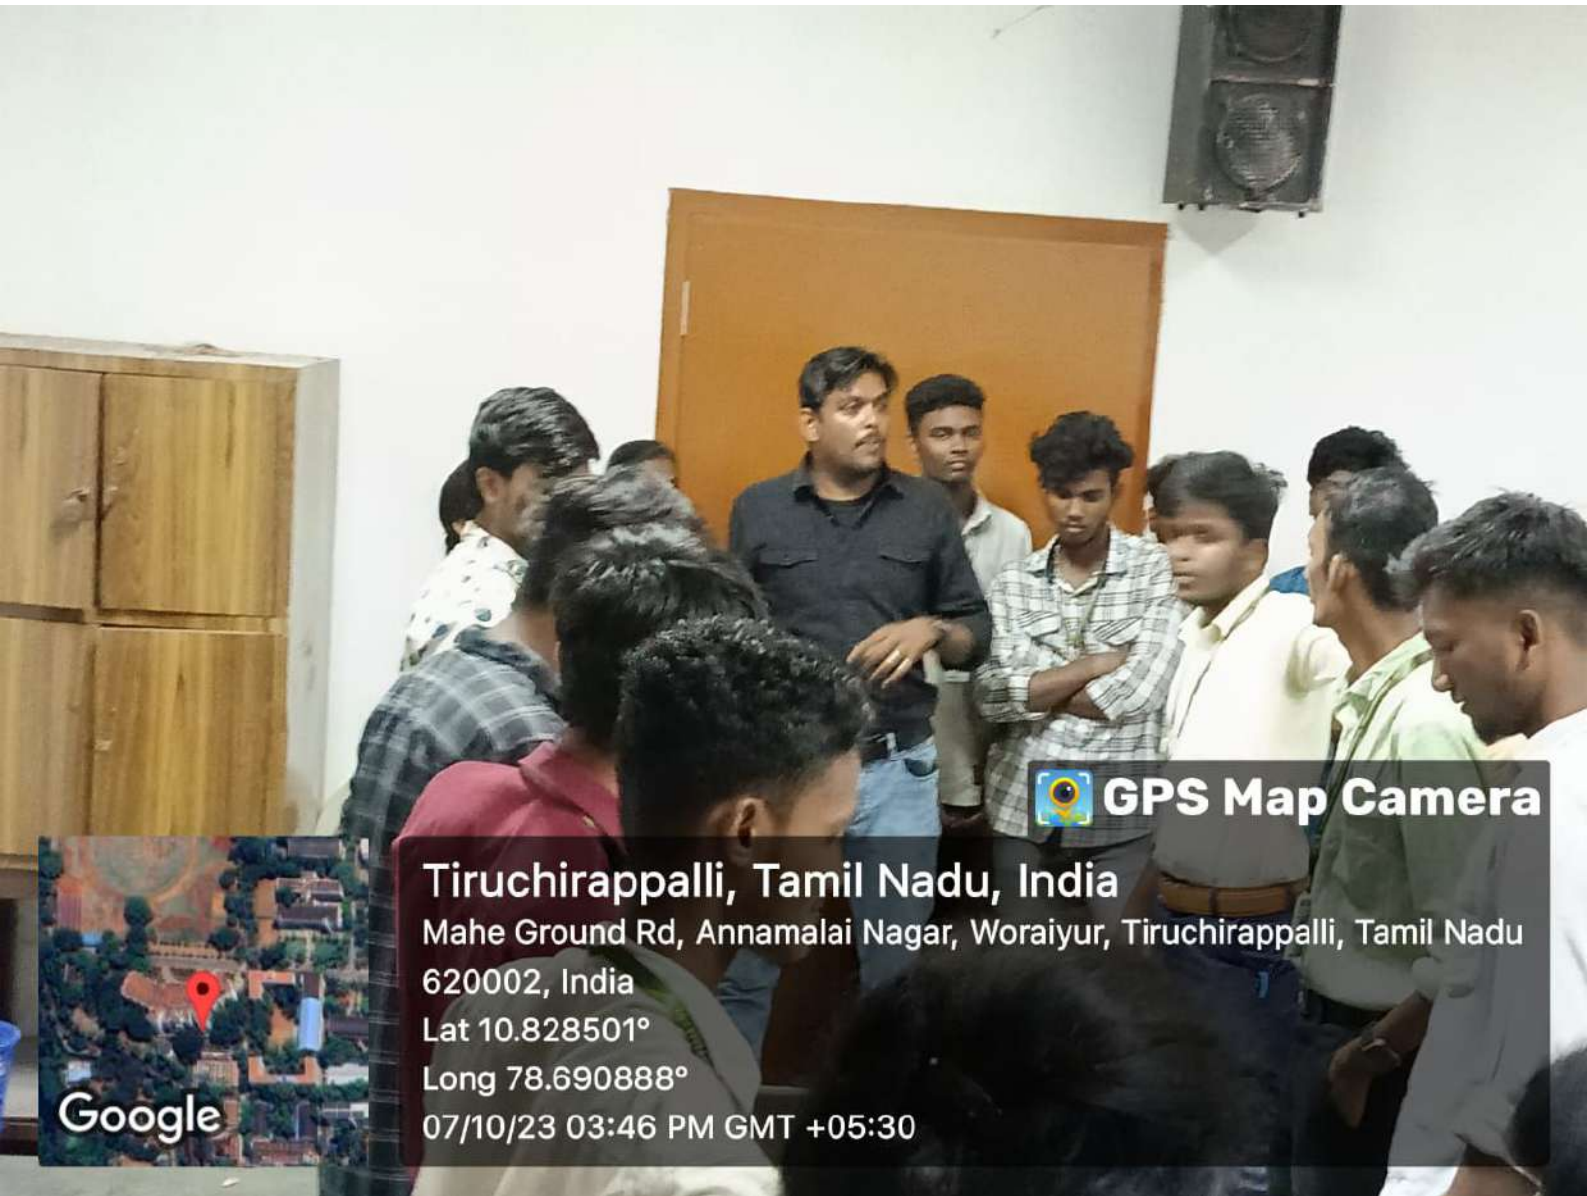 GPS Map Camera
Tiruchirappalli, Tamil Nadu, India
Mahe Ground Rd, Annamalai Nagar, Woraiyur, Tiruchirappalli, Tamil Nadu
620002, India
Lat 10.828501°
Long 78.690888°
07/10/23 03:46 PM GMT +05:30
Google